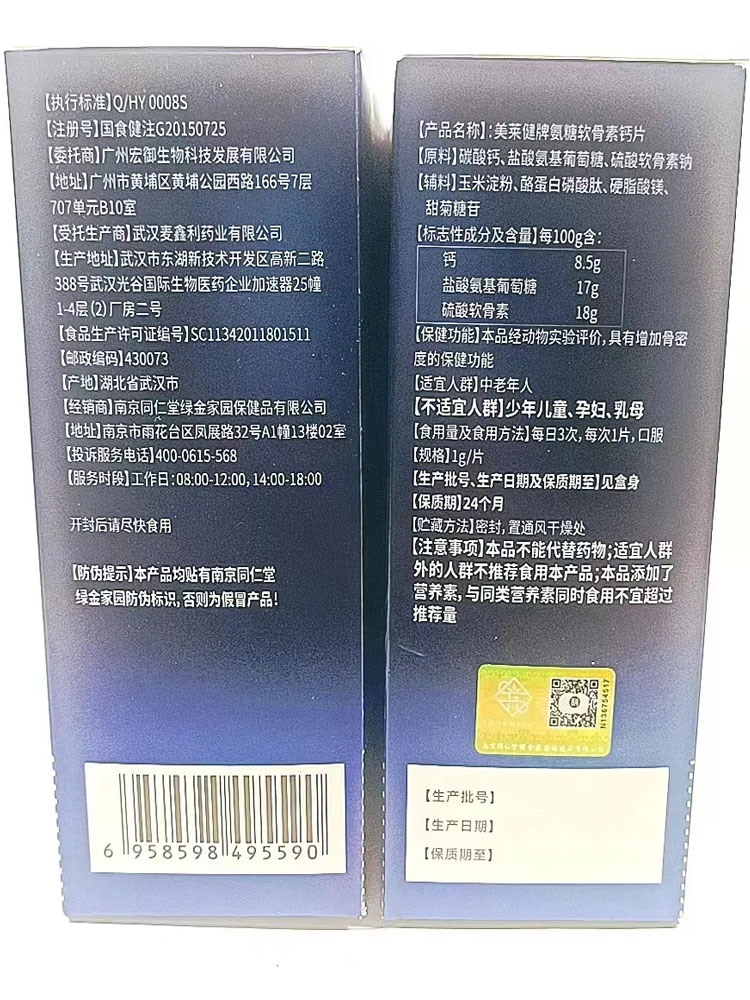 【执行标准】Q/HY 0008S
【注册号】国食健注G20150725
【委托商】广州宏御生物科技发展有限公司
【地址】广州市黄埔区黄埔公园西路166号7层
707单元B10室
【受托生产商】武汉麦鑫利药业有限公司
【生产地址】武汉市东湖新技术开发区高新二路
388号武汉光谷国际生物医药企业加速器25幢
1-4层(2)厂房二号
【食品生产许可证编号】SC11342011801511
【邮政编码】430073
【产地】湖北省武汉市
【经销商】南京同仁堂绿金家园保健品有限公司
【地址】南京市雨花台区凤展路32号A1幢13楼02室
【投诉服务电话】400-0615-568
【服务时段】工作日:08:00-12:00, 14:00-18:00
开封后请尽快食用
【防伪提示】本产品均贴有南京同仁堂
绿金家园防伪标识,否则为假冒产品!
6 958598 495590
【产品名称】:美莱健牌氨糖软骨素钙片
【原料】碳酸钙、盐酸氨基葡萄糖、硫酸软骨素钠
【辅料】玉米淀粉、酪蛋白磷酸肽、硬脂酸镁、
甜菊糖苷
【标志性成分及含量】每100g含:
钙 8.5g
盐酸氨基葡萄糖 17g
硫酸软骨素 18g
【保健功能】本品经动物实验评价,具有增加骨密
度的保健功能
【适宜人群】中老年人
【不适宜人群】少年儿童、孕妇、乳母
【食用量及食用方法】每日3次, 每次1片, 口服
【规格】1g/片
【生产批号、生产日期及保质期至】见盒身
【保质期】24个月
【贮藏方法】密封, 置通风干燥处
【注意事项】本品不能代替药物;适宜人群
外的人群不推荐食用本产品;本品添加了
营养素,与同类营养素同时食用不宜超过
推荐量
N136754517
【生产批号】
【生产日期】
【保质期至】